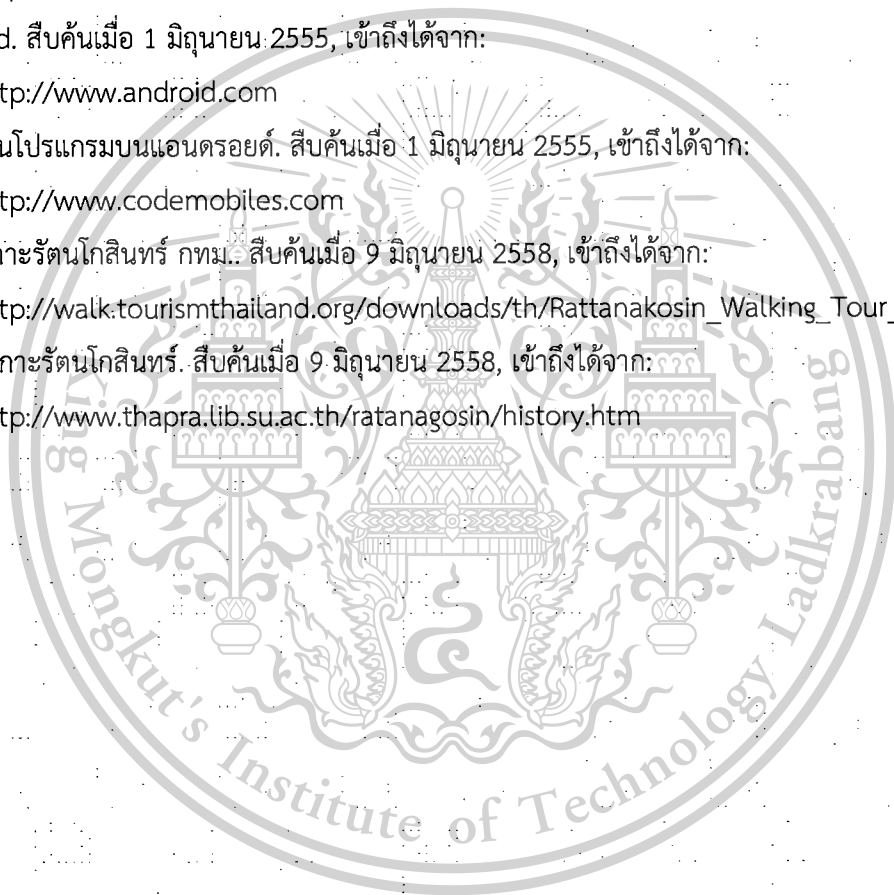 d. สืบค้นเมื่อ 1 มิถุนายน 2555, เข้าถึงได้จาก:
tp://www.android.com
นโปรแกรมบนแอนดรอยด์. สืบค้นเมื่อ 1 มิถุนายน 2555, เข้าถึงได้จาก:
tp://www.codemobiles.com
าะรัตนโกสินทร์ กทม.. สืบค้นเมื่อ 9 มิถุนายน 2558, เข้าถึงได้จาก:
tp://walk.tourismthailand.org/downloads/th/Rattanakosin_Walking_Tour_
กาะรัตนโกสินทร์. สืบค้นเมื่อ 9 มิถุนายน 2558, เข้าถึงได้จาก:
tp://www.thapra.lib.su.ac.th/ratanagosin/history.htm
King Mongkut's Institute of Technology Ladkrabang